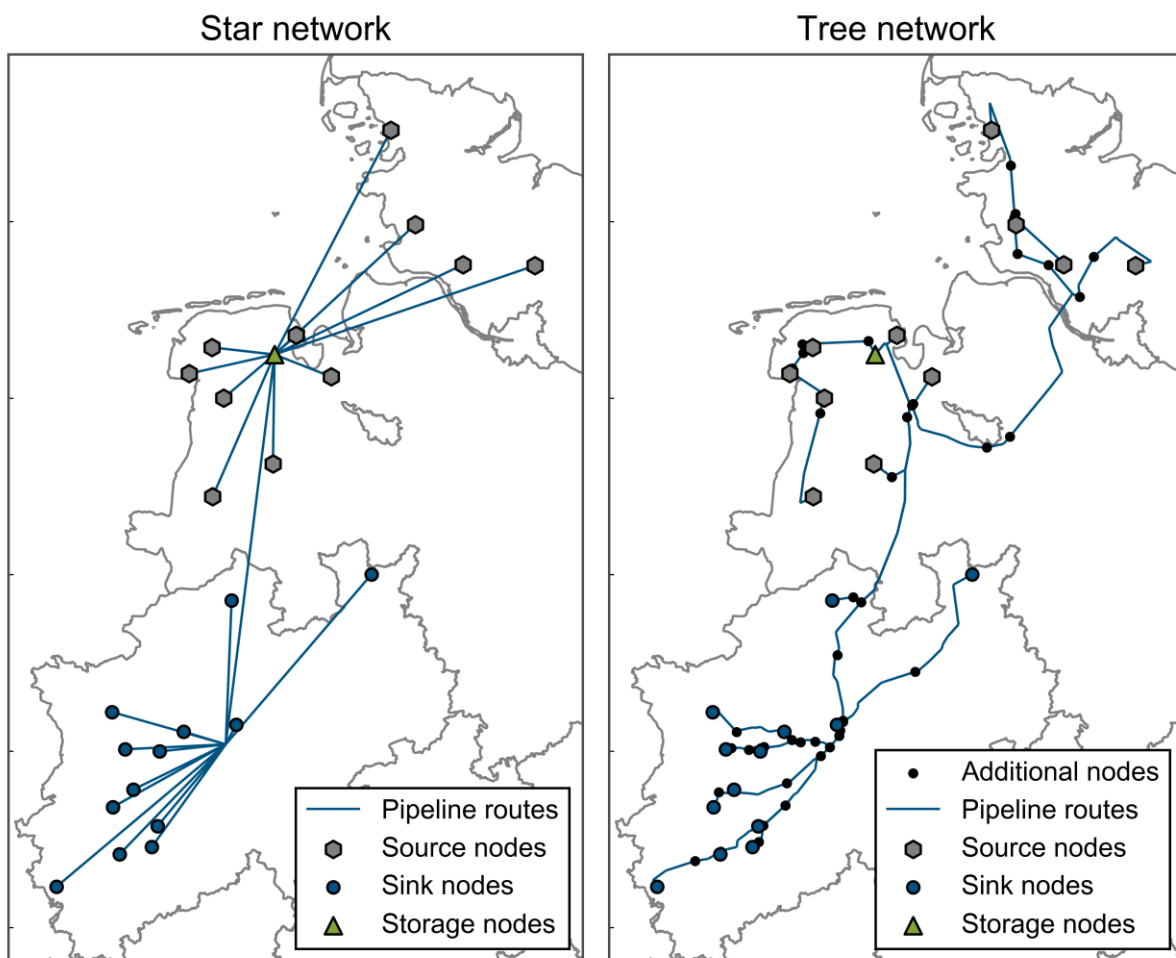 Star network
Tree network
Pipeline routes
Source nodes
Sink nodes
Storage nodes
Additional nodes
Pipeline routes
Source nodes
Sink nodes
Storage nodes